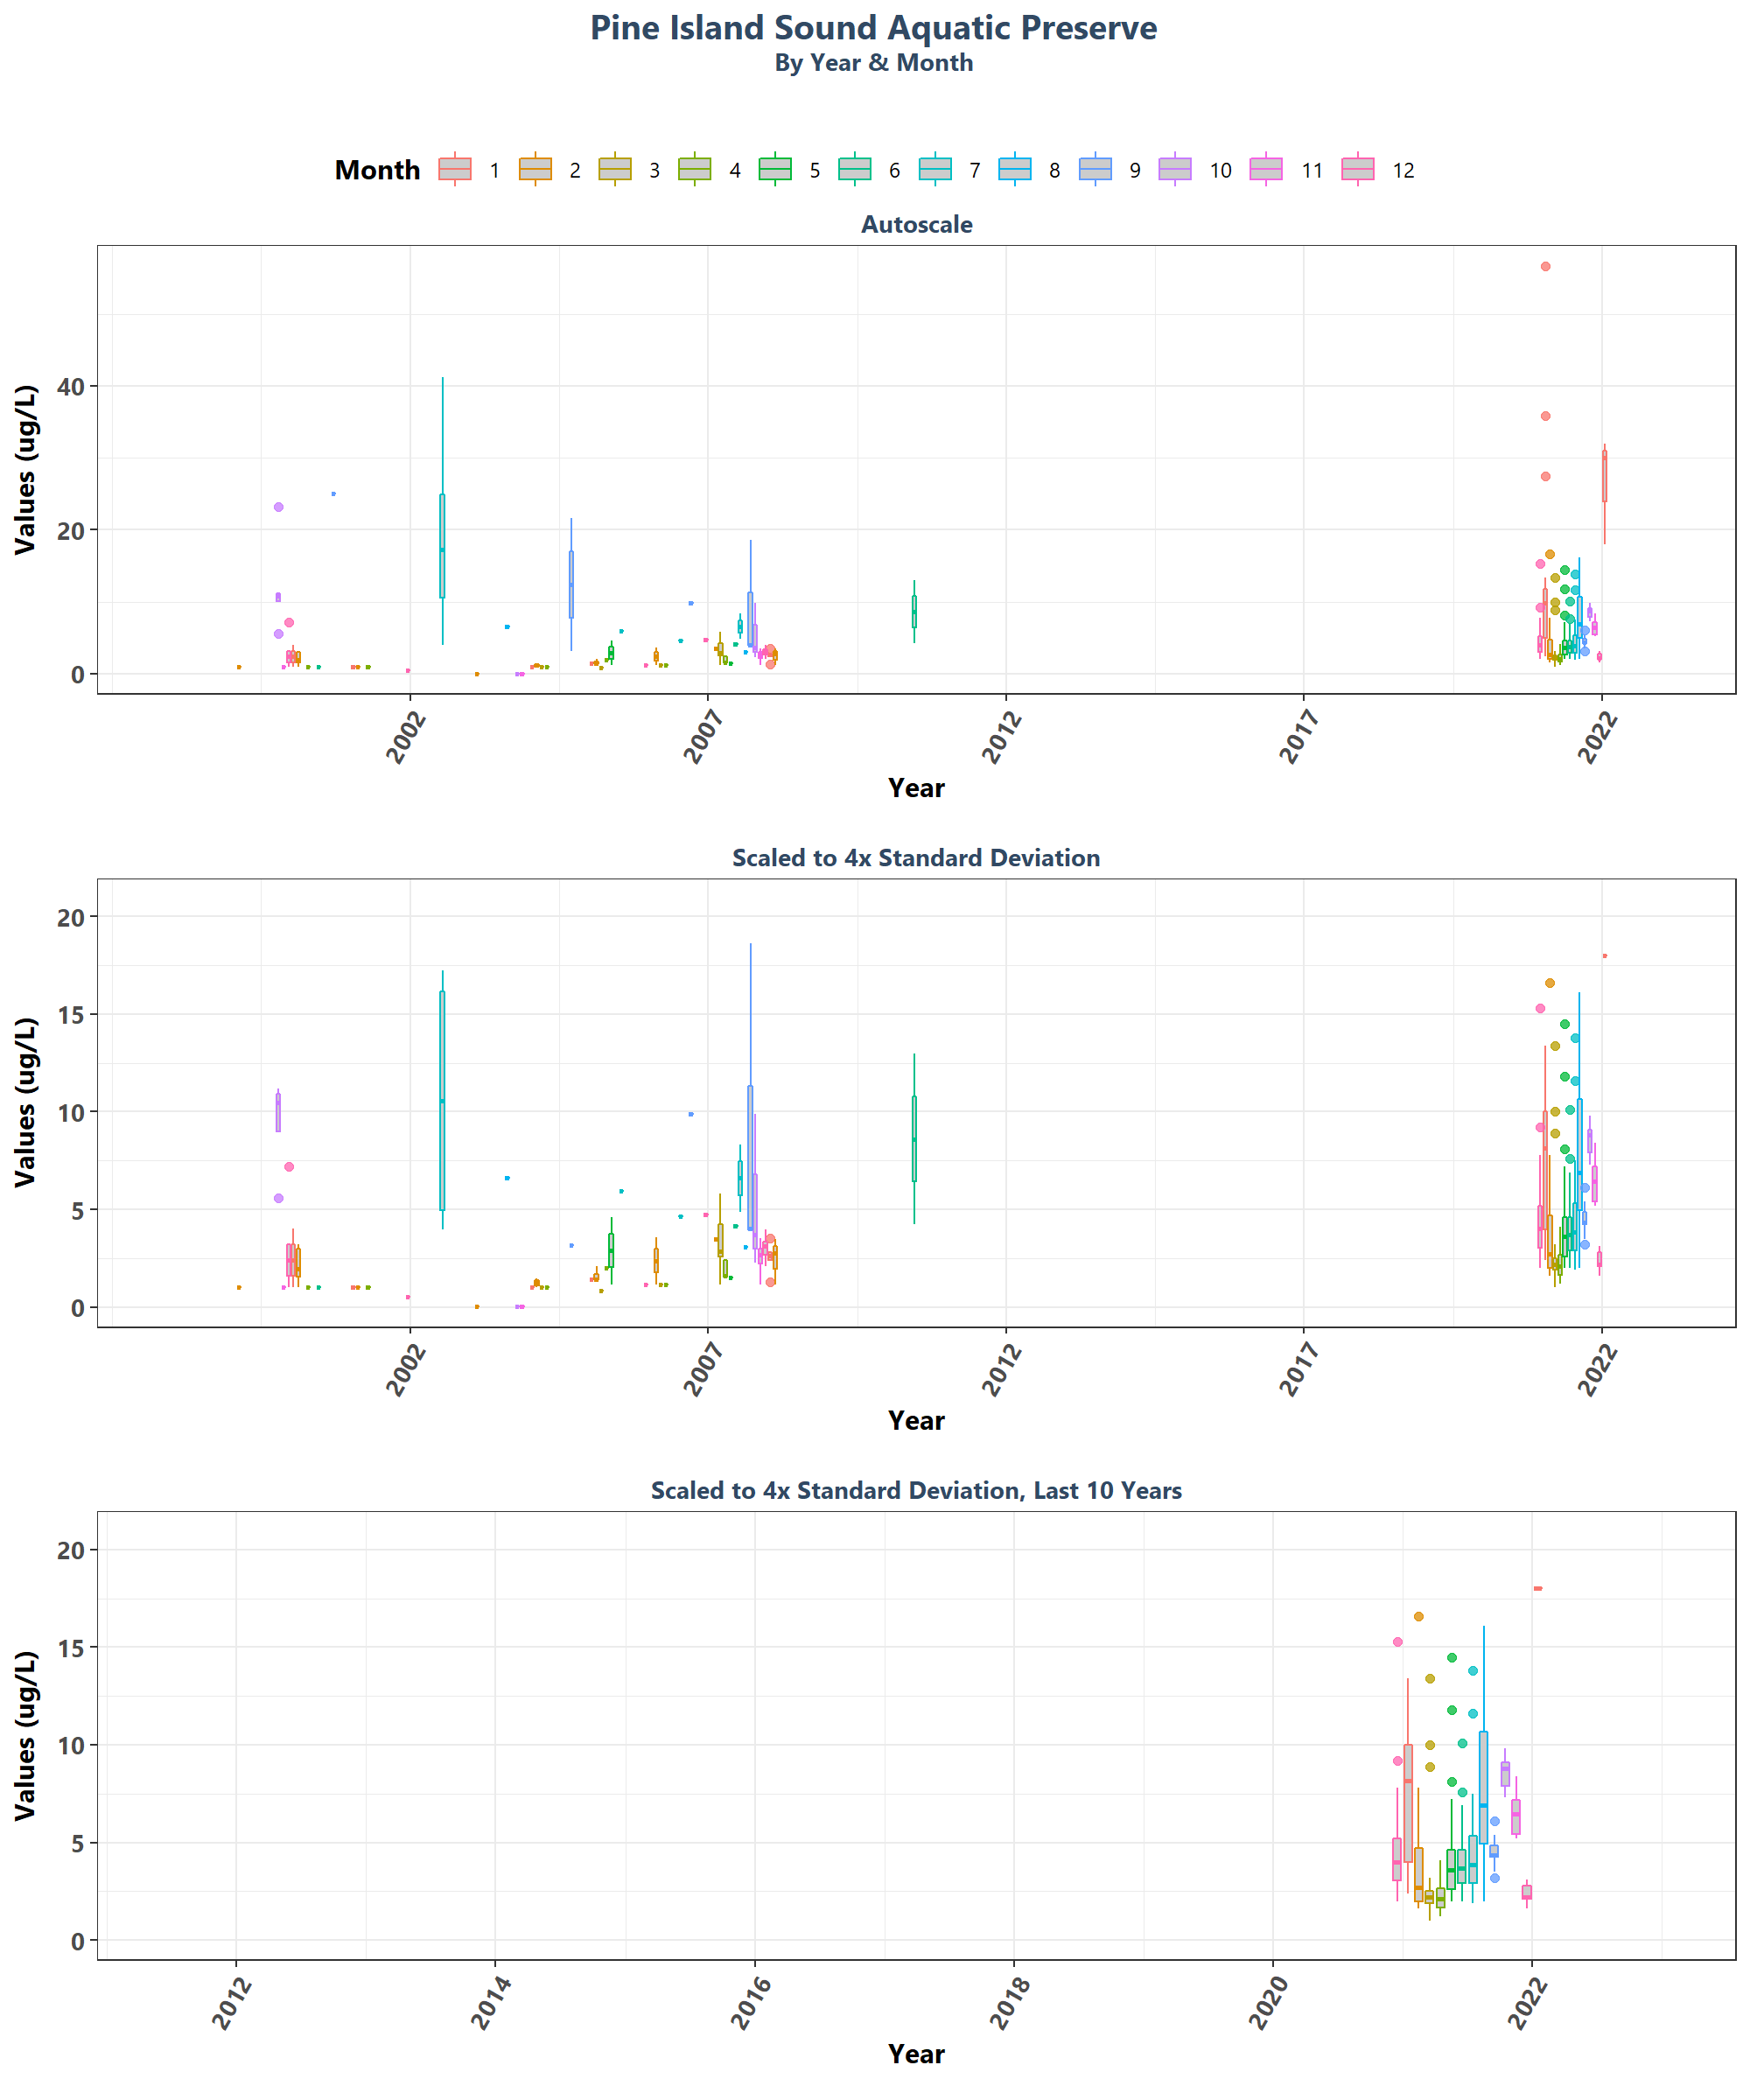 Pine Island Sound Aquatic Preserve
By Year & Month
Month 1 2 3 4 5 6 7 8 9 10 11 12
Autoscale
Values (ug/L)
40
20
0
2002 2007 2012 2017 2022
Year
Scaled to 4x Standard Deviation
Values (ug/L)
20
15
10
5
0
2002 2007 2012 2017 2022
Year
Scaled to 4x Standard Deviation, Last 10 Years
Values (ug/L)
20
15
10
5
0
2012 2014 2016 2018 2020 2022
Year